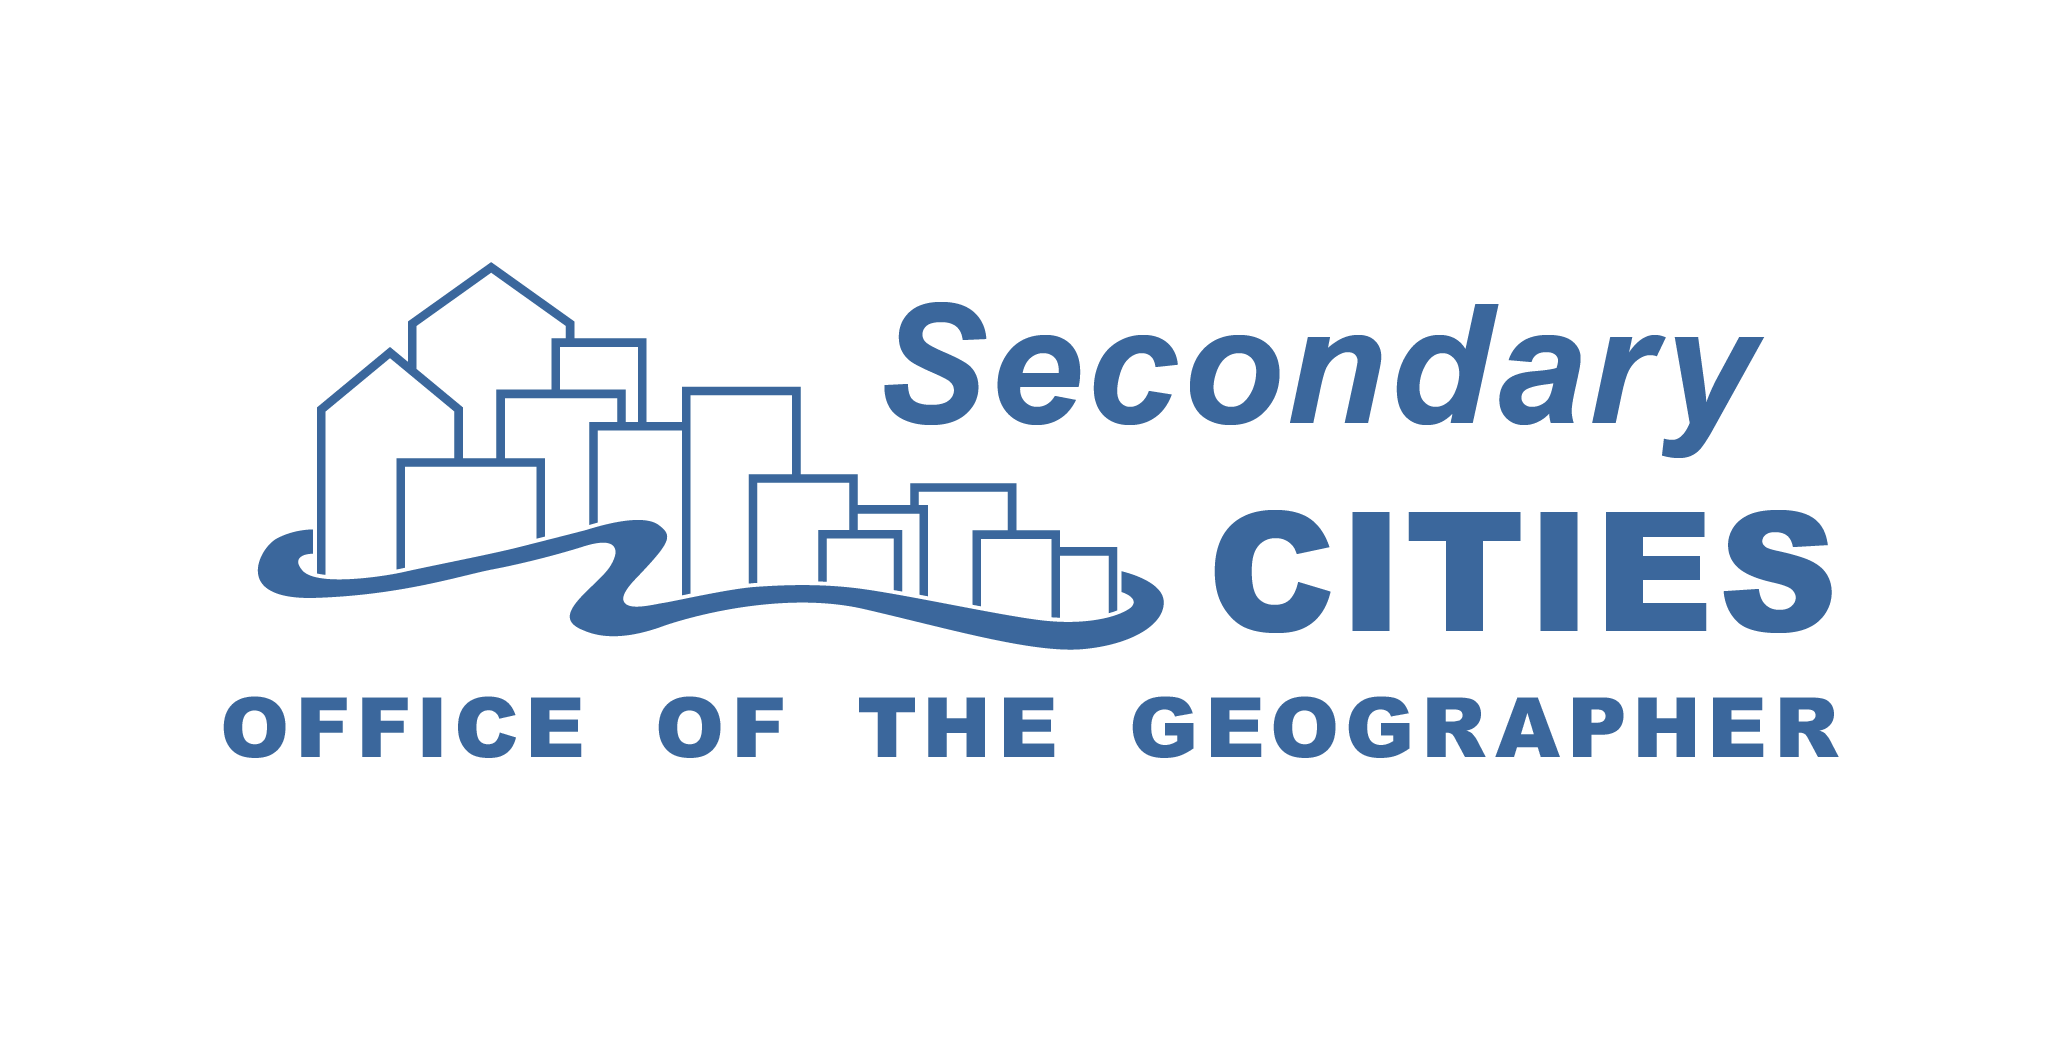 Secondary
CITIES
OFFICE OF THE GEOGRAPHER